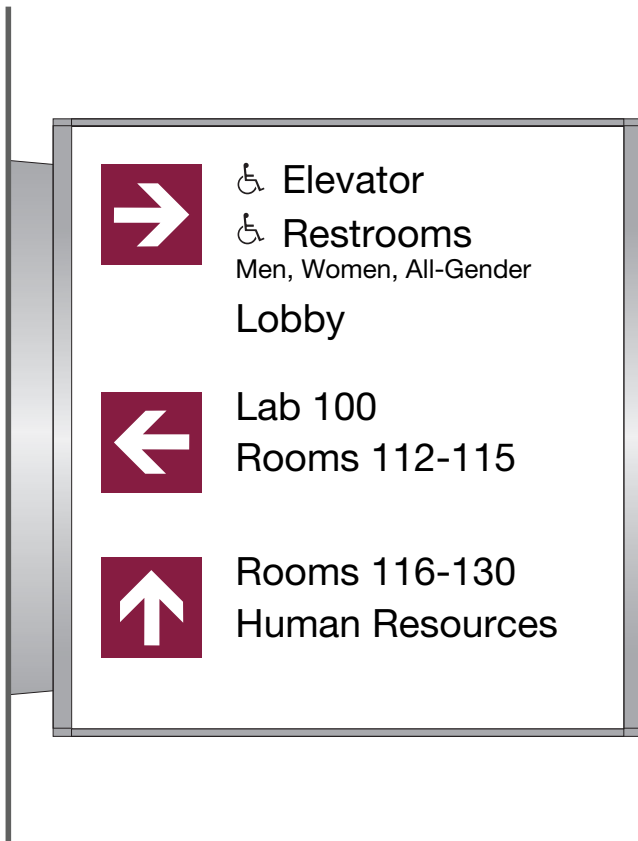 Elevator
Restrooms
Men, Women, All-Gender
Lobby
Lab 100
Rooms 112-115
Rooms 116-130
Human Resources